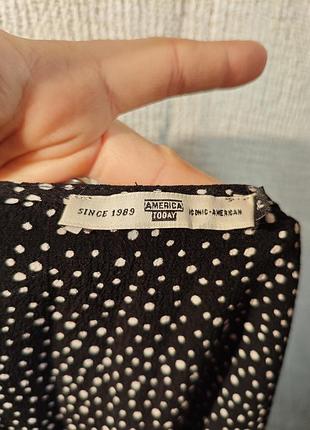 SINCE 1989
AMERICA
TODAY
ICONIC-AMERICAN